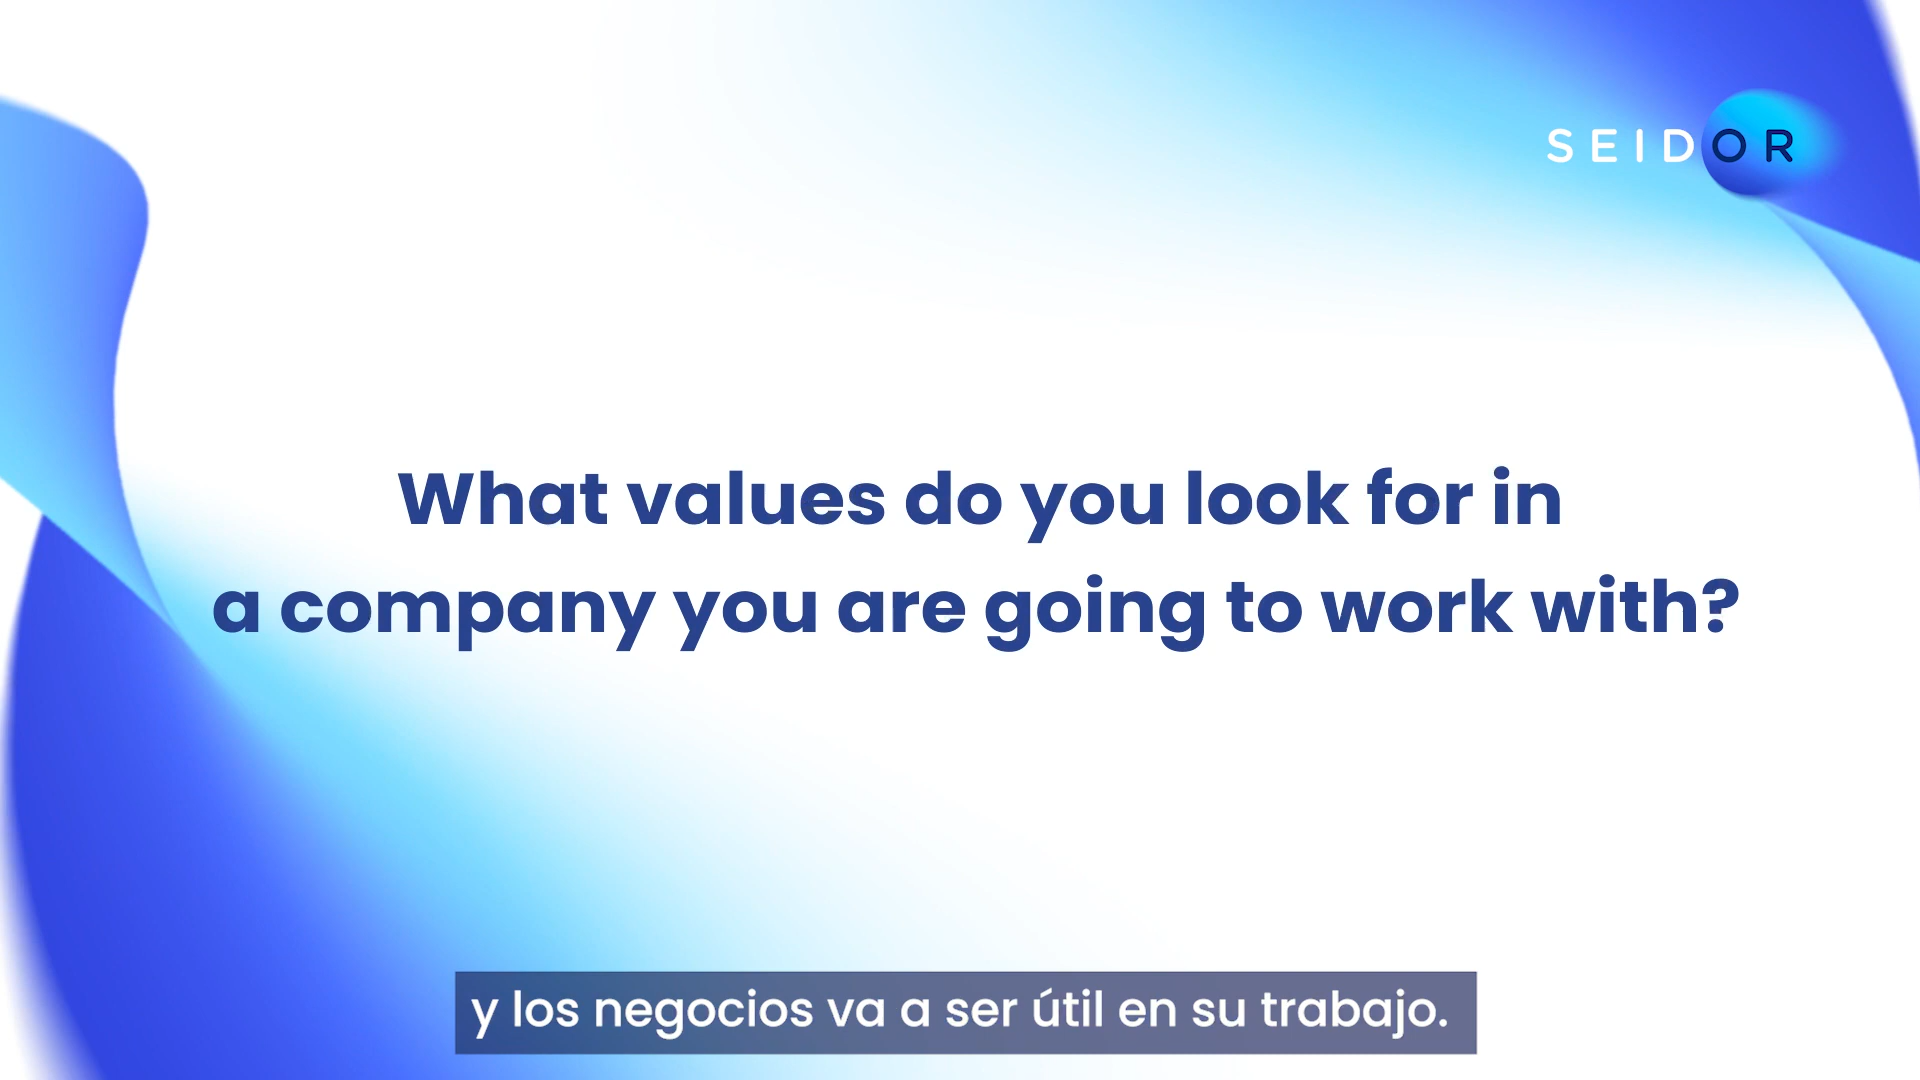 SEIDOR
What values do you look for in
a company you are going to work with?
y los negocios va a ser útil en su trabajo.